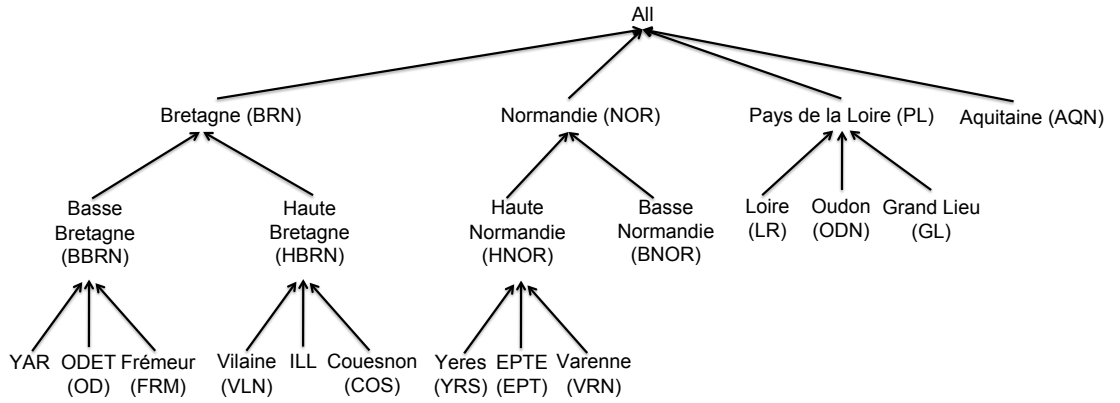 All
Bretagne (BRN)
Normandie (NOR)
Pays de la Loire (PL)
Aquitaine (AQN)
Basse
Bretagne
(BBRN)
Haute
Bretagne
(HBRN)
Haute
Normandie
(HNOR)
Basse
Normandie
(BNOR)
Loire
(LR)
Oudon
(ODN)
Grand Lieu
(GL)
YAR
ODET
(OD)
Frémeur
(FRM)
Vilaine
(VLN)
ILL
Couesnon
(COS)
Yeres
(YRS)
EPTE
(EPT)
Varenne
(VRN)